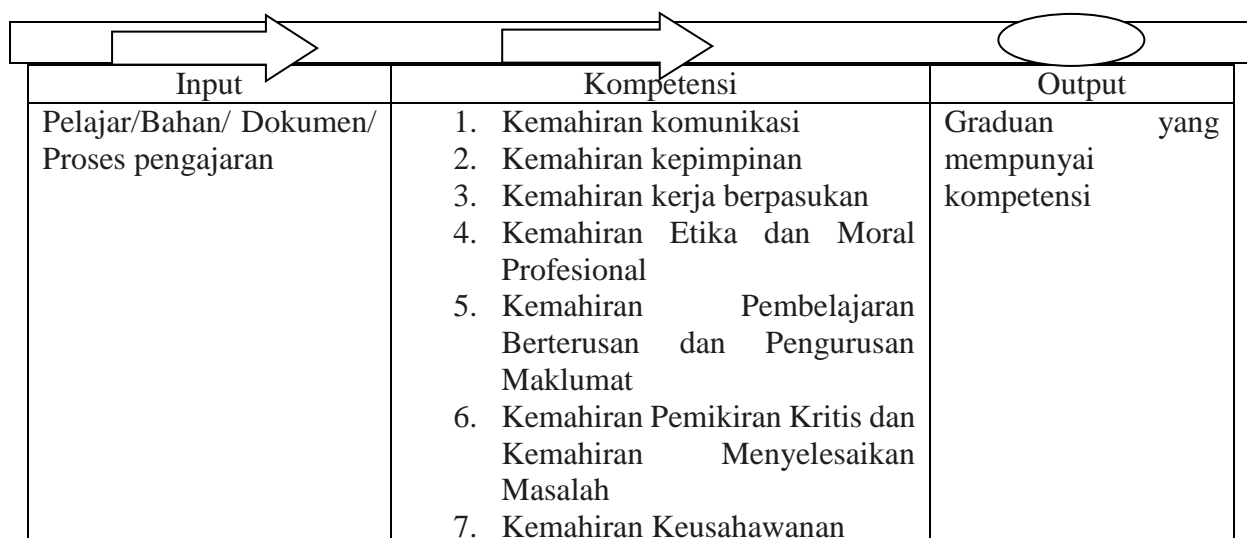 Input
Kompetensi
Output
Pelajar/Bahan/ Dokumen/
Proses pengajaran
1. Kemahiran komunikasi
2. Kemahiran kepimpinan
3. Kemahiran kerja berpasukan
4. Kemahiran Etika dan Moral
Profesional
5. Kemahiran Pembelajaran
Berterusan dan Pengurusan
Maklumat
6. Kemahiran Pemikiran Kritis dan
Kemahiran Menyelesaikan
Masalah
7. Kemahiran Keusahawanan
Graduan yang
mempunyai
kompetensi